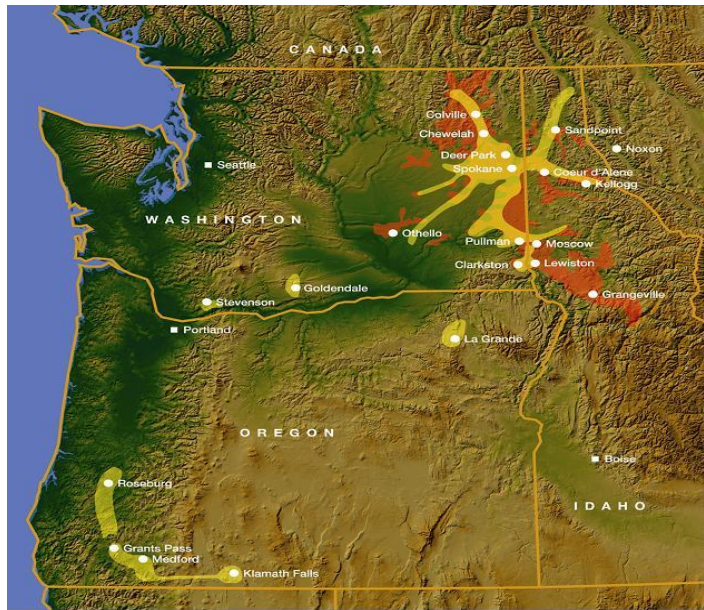 CANADA
Colville
Chewelah
Sandpoint
Deer Park
Noxon
Spokane
Seattle
Coeur d'Alene
Kellogg
WASHINGTON
Othello
Pullman
Moscow
Clarkston
Lewiston
Goldendale
Grangeville
Stevenson
Portland
La Grande
OREGON
Boise
Roseburg
IDAHO
Grants Pass
Medford
Klamath Falls